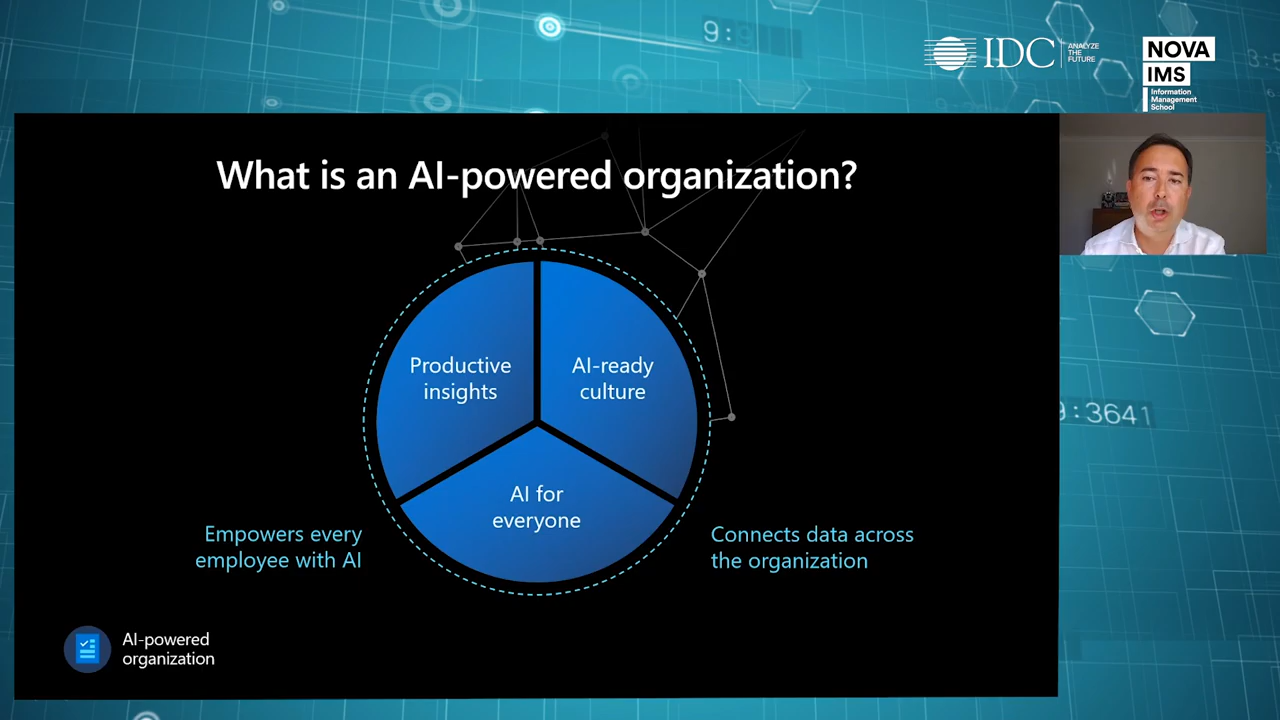 IDC
ANALYZE
THE
FUTURE
NOVA
IMS
Information
Management
School
What is an AI-powered organization?
Productive
insights
AI-ready
culture
AI for
everyone
Empowers every
employee with AI
Connects data across
the organization
AI-powered
organization
9:3641